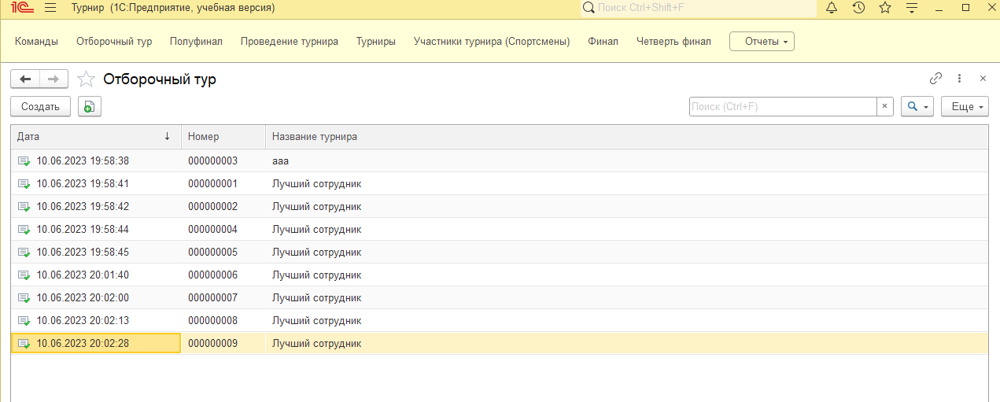 1С Турнир (1С:Предприятие, учебная версия) Поиск Ctrl+Shift+F
Команды Отборочный тур Полуфинал Проведение турнира Турниры Участники турнира (Спортсмены) Финал Четверть финал Отчеты
Отборочный тур
Создать Поиск (Ctrl+F) × Еще
Дата ↓ Номер Название турнира
10.06.2023 19:58:38 000000003 ааа
10.06.2023 19:58:41 000000001 Лучший сотрудник
10.06.2023 19:58:42 000000002 Лучший сотрудник
10.06.2023 19:58:44 000000004 Лучший сотрудник
10.06.2023 19:58:45 000000005 Лучший сотрудник
10.06.2023 20:01:40 000000006 Лучший сотрудник
10.06.2023 20:02:00 000000007 Лучший сотрудник
10.06.2023 20:02:13 000000008 Лучший сотрудник
10.06.2023 20:02:28 000000009 Лучший сотрудник